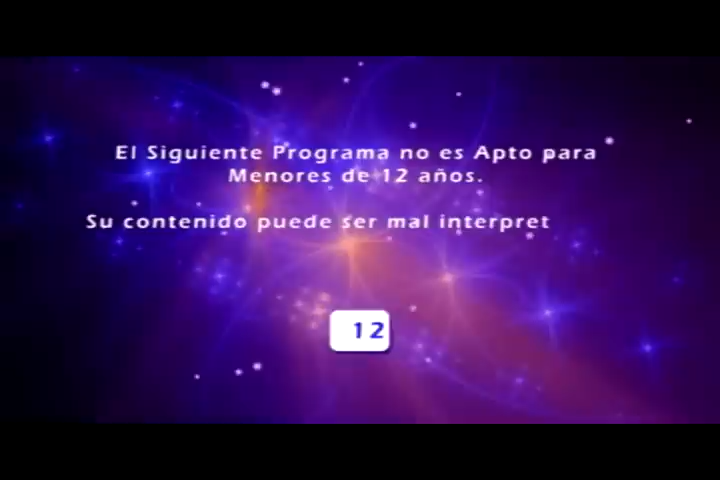 El Siguiente Programa no es Apto para
Menores de 12 años.
Su contenido puede ser mal interpret
12